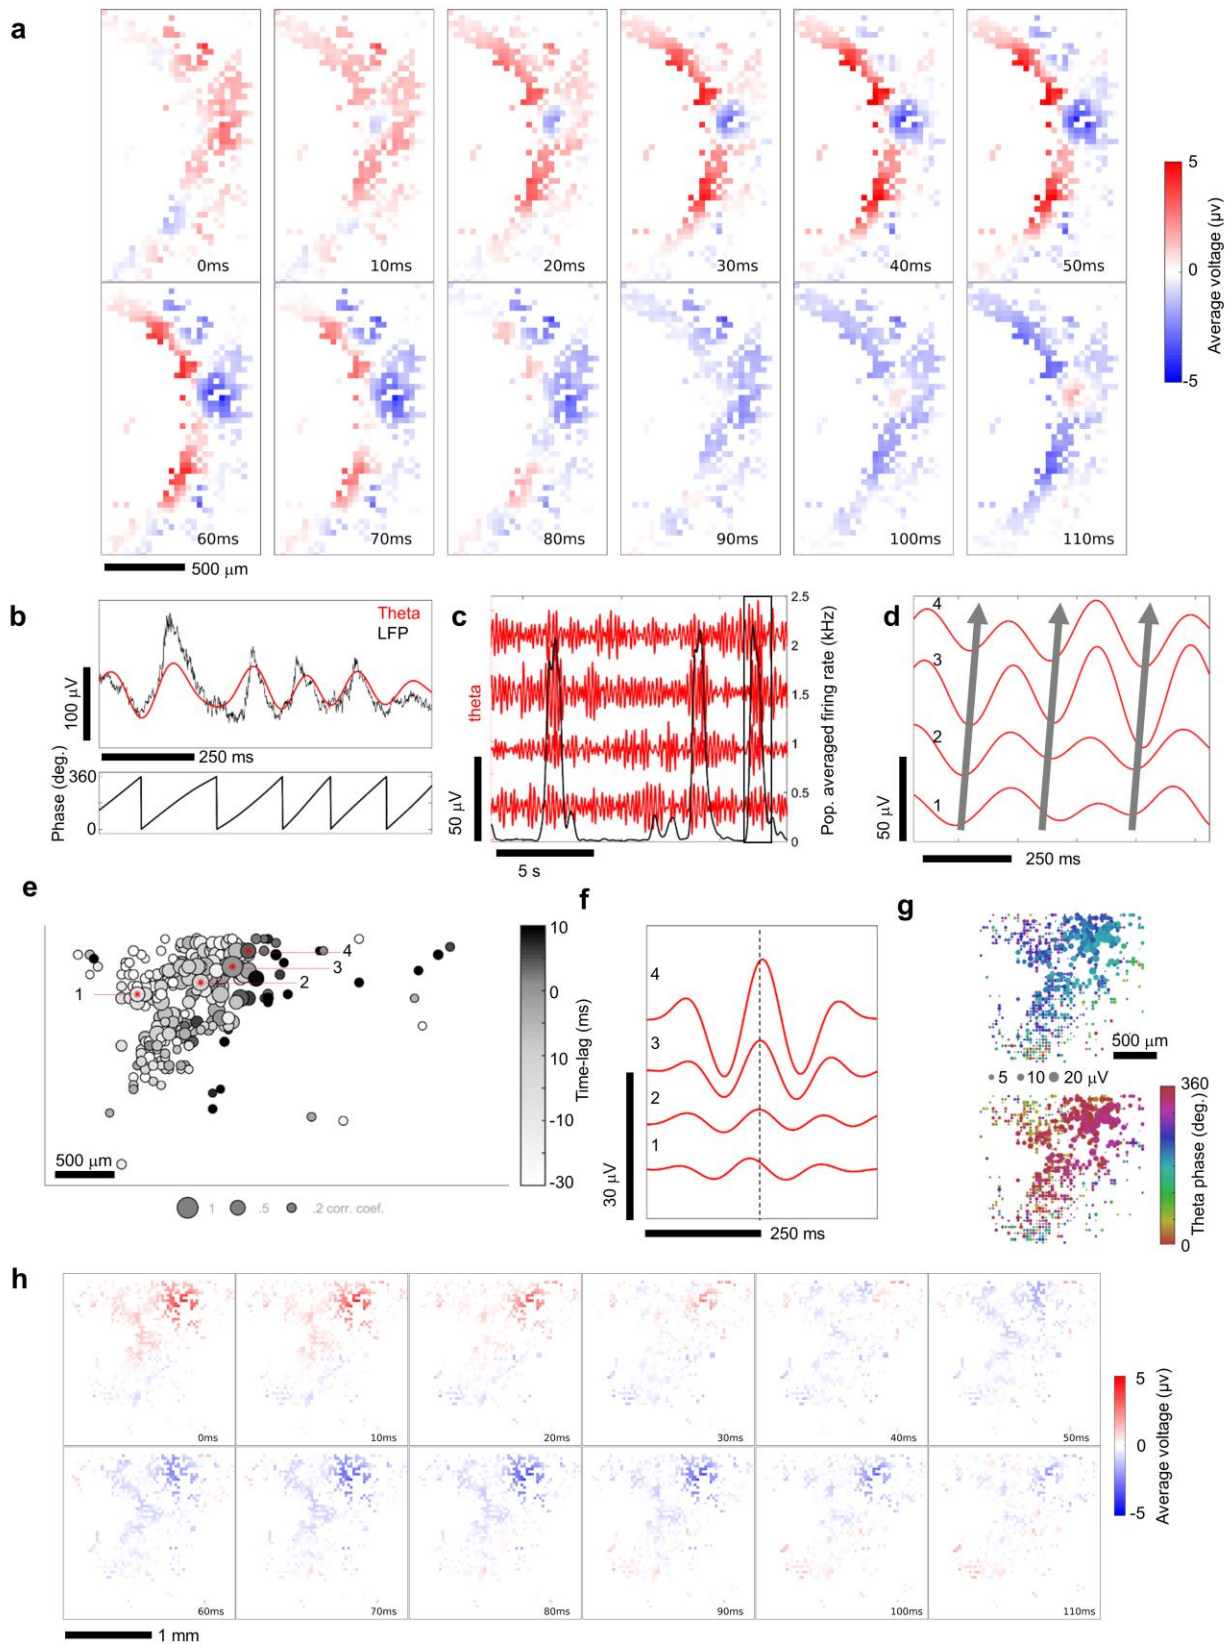 a
0ms
10ms
20ms
30ms
40ms
50ms
5
0
-5
Average voltage (µv)
60ms
70ms
80ms
90ms
100ms
110ms
500 µm
b
Theta
LFP
100 µV
250 ms
Phase (deg.)
360
0
c
theta
50 µV
5 s
2.5
2
1.5
1
0.5
0
Pop. averaged firing rate (kHz)
d
4
3
2
1
50 µV
250 ms
e
1
4
3
2
500 µm
1
.5
.2 corr. coef.
10
0
10
-10
-30
Time-lag (ms)
f
4
3
2
1
30 µV
250 ms
g
500 µm
5
10
20 µV
360
0
Theta phase (deg.)
h
0ms
10ms
20ms
30ms
40ms
50ms
60ms
70ms
80ms
90ms
100ms
110ms
5
0
-5
Average voltage (µv)
1 mm